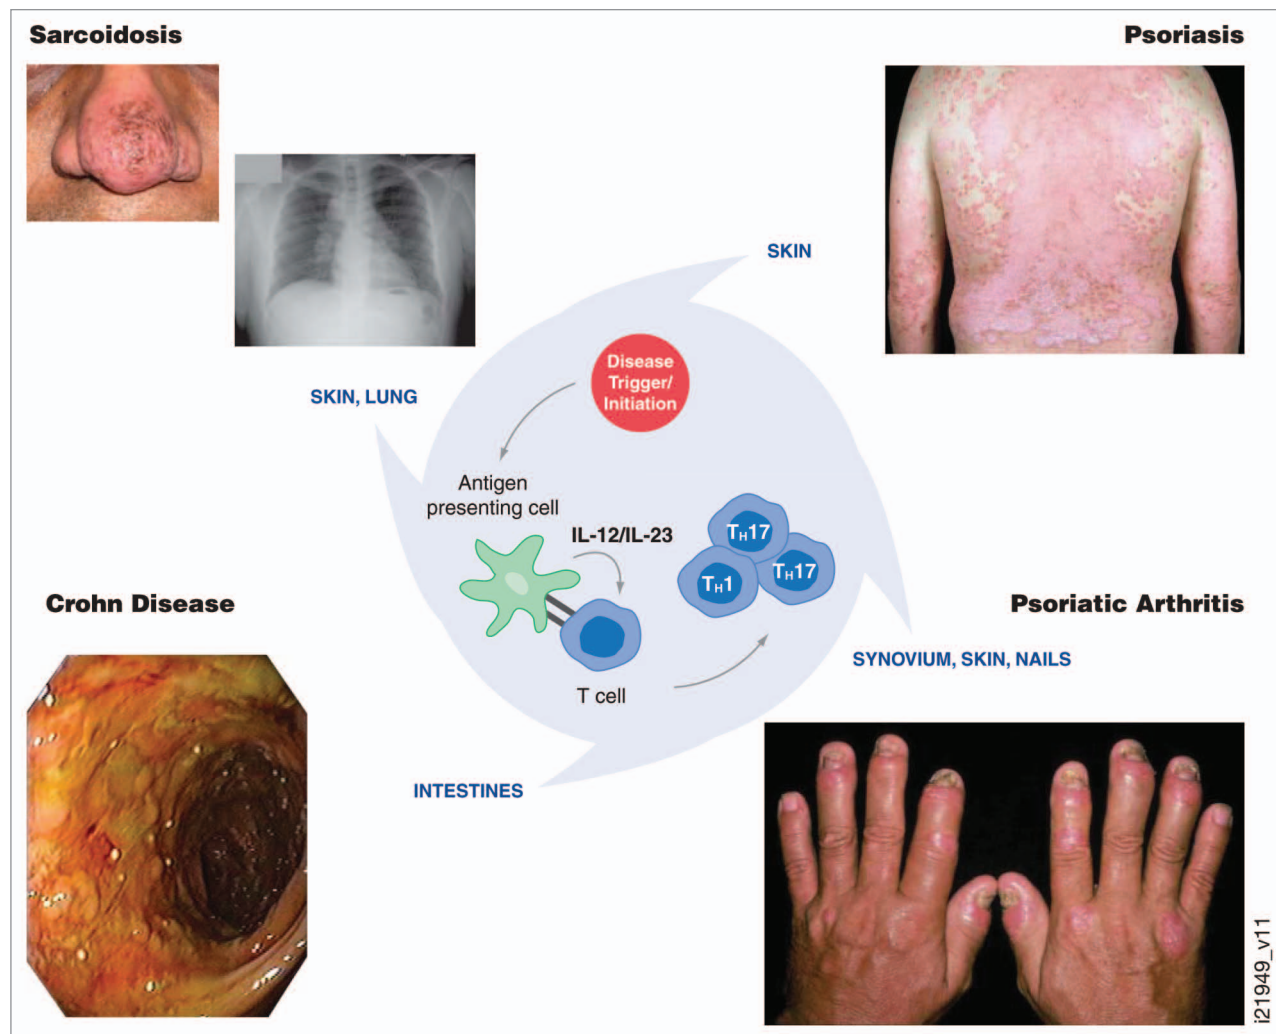 Sarcoidosis
Psoriasis
SKIN
SKIN, LUNG
Disease
Trigger/
Initiation
Antigen
presenting cell
IL-12/IL-23
TH17
TH1
TH17
T cell
Crohn Disease
Psoriatic Arthritis
SYNOVIUM, SKIN, NAILS
INTESTINES
i21949_v11